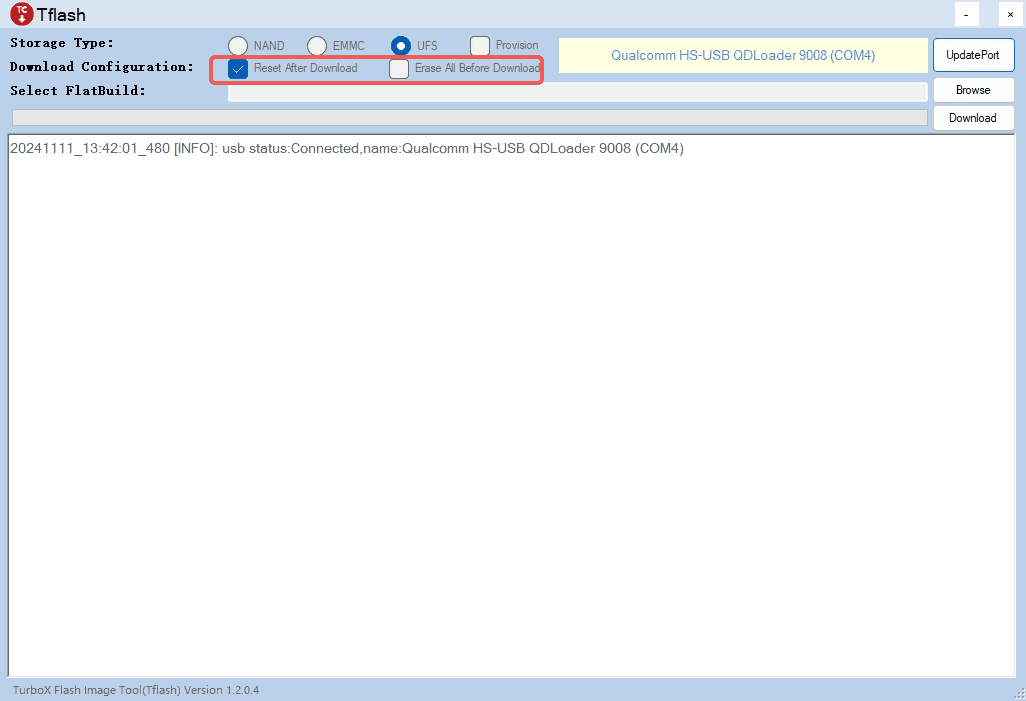 TC Tflash - ×
Storage Type: NAND EMMC UFS Provision
Qualcomm HS-USB QDLoader 9008 (COM4) UpdatePort
Download Configuration: Reset After Download Erase All Before Download
Select FlatBuild: Browse
Download
20241111_13:42:01_480 [INFO]: usb status:Connected,name:Qualcomm HS-USB QDLoader 9008 (COM4)
TurboX Flash Image Tool(Tflash) Version 1.2.0.4